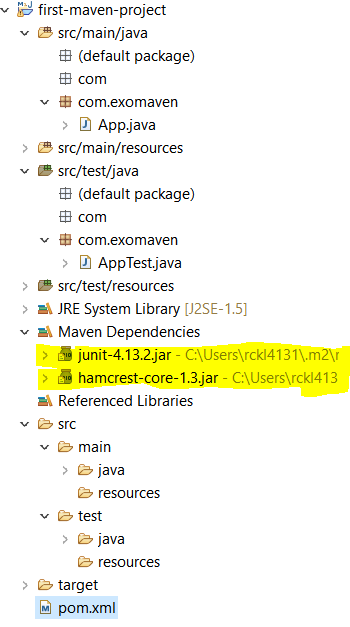 first-maven-project
src/main/java
(default package)
com
com.exomaven
App.java
src/main/resources
src/test/java
(default package)
com
com.exomaven
AppTest.java
src/test/resources
JRE System Library [J2SE-1.5]
Maven Dependencies
junit-4.13.2.jar - C:\Users\rckl4131\.m2\r
hamcrest-core-1.3.jar - C:\Users\rckl413
Referenced Libraries
src
main
java
resources
test
java
resources
target
pom.xml